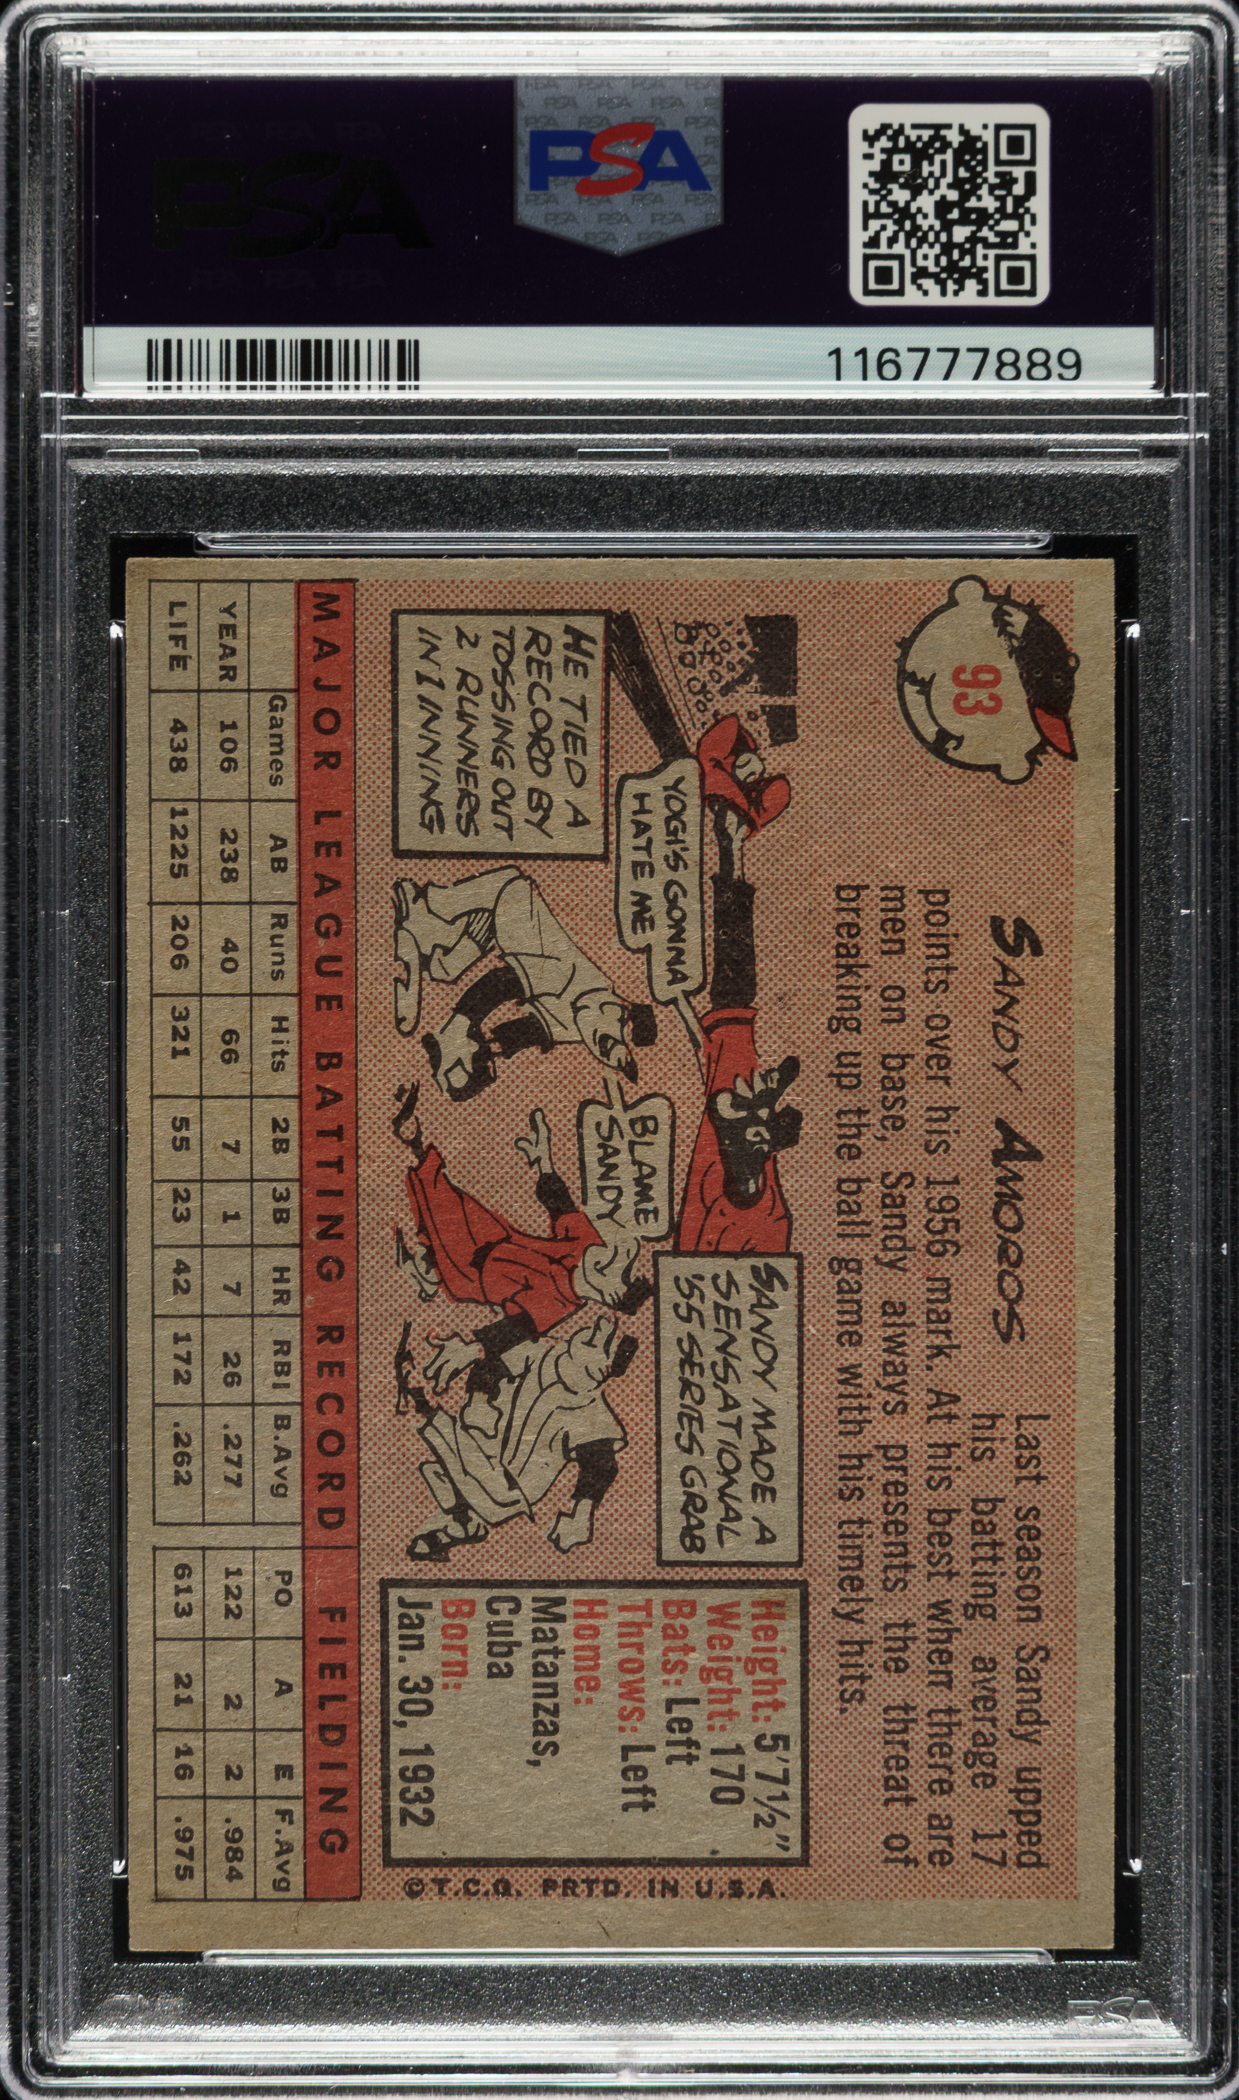 PSA
PSA
116777889
93
SANDY AMOROS
Last season Sandy upped
his batting average 17
points over his 1956 mark. At his best when there are
men on base, Sandy always presents the threat of
breaking up the ball game with his timely hits.
YOGI'S GONNA
HATE ME
HE TIED A
RECORD BY
TOSSING OUT
2 RUNNERS
IN 1 INNING
BLAME
SANDY
SANDY MADE A
SENSATIONAL
'55 SERIES GRAB
Height: 5'7½"
Weight: 170
Bats: Left
Throws: Left
Home:
Matanzas,
Cuba
Born:
Jan. 30, 1932
MAJOR LEAGUE BATTING RECORD FIELDING
Games AB Runs Hits 2B 3B HR RBI B.Avg PO A E F.Avg
YEAR 106 238 40 66 7 1 7 26 .277 122 2 2 .984
LIFE 438 1225 206 321 55 23 42 172 .262 613 21 16 .975
© T.C.G. PRTD. IN U.S.A.
PSA